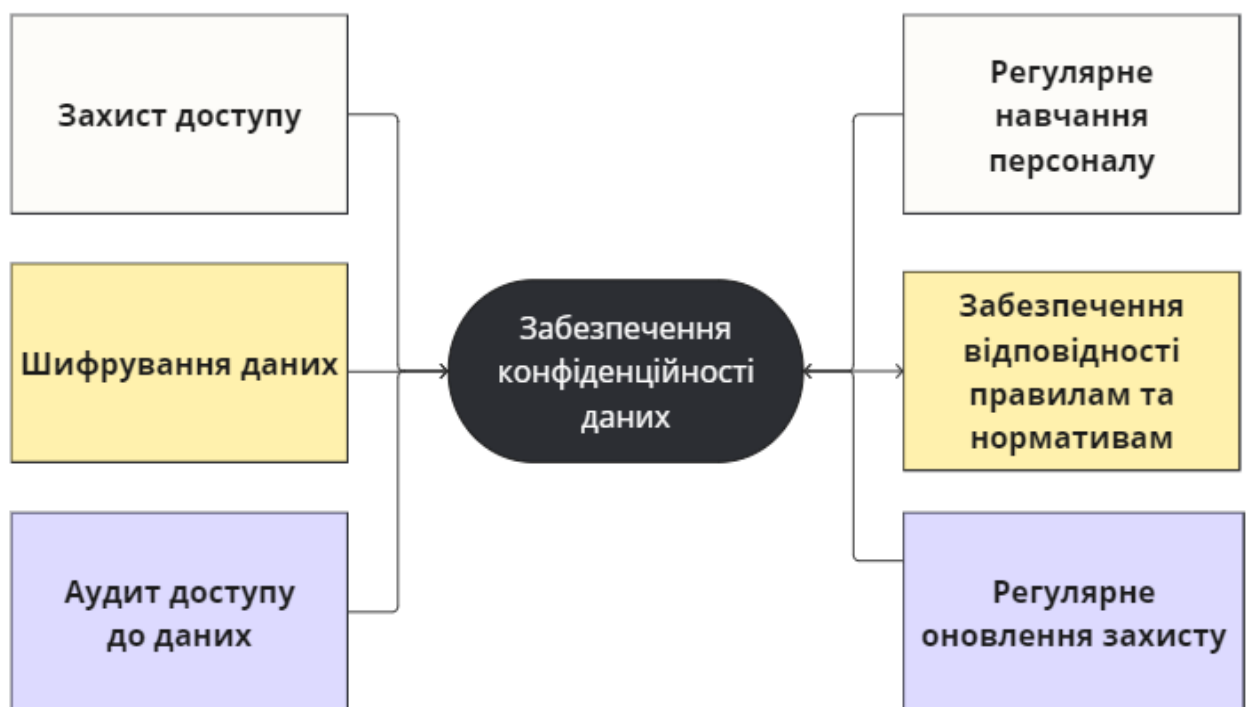 Захист доступу
Шифрування даних
Аудит доступу
до даних
Забезпечення
конфіденційності
даних
Регулярне
навчання
персоналу
Забезпечення
відповідності
правилам та
нормативам
Регулярне
оновлення захисту